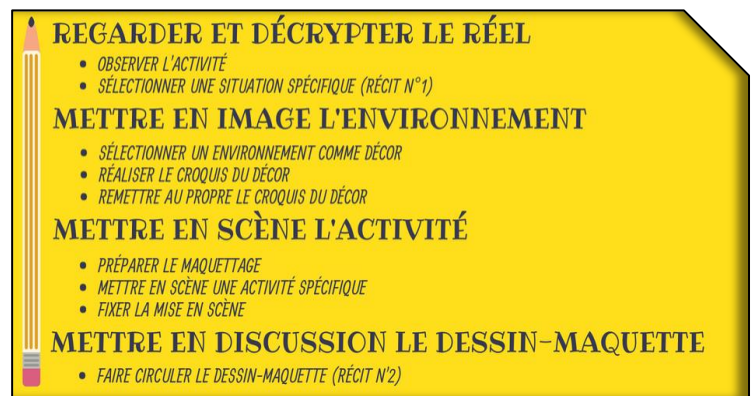 REGARDER ET DÉCRYPTER LE RÉEL
• OBSERVER L'ACTIVITÉ
• SÉLECTIONNER UNE SITUATION SPÉCIFIQUE (RÉCIT N°1)
METTRE EN IMAGE L'ENVIRONNEMENT
• SÉLECTIONNER UN ENVIRONNEMENT COMME DÉCOR
• RÉALISER LE CROQUIS DU DÉCOR
• REMETTRE AU PROPRE LE CROQUIS DU DÉCOR
METTRE EN SCÈNE L'ACTIVITÉ
• PRÉPARER LE MAQUETTAGE
• METTRE EN SCÈNE UNE ACTIVITÉ SPÉCIFIQUE
• FIXER LA MISE EN SCÈNE
METTRE EN DISCUSSION LE DESSIN-MAQUETTE
• FAIRE CIRCULER LE DESSIN-MAQUETTE (RÉCIT N'2)